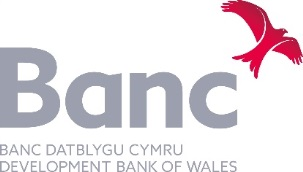 Banc
BANC DATBLYGU CYMRU
DEVELOPMENT BANK OF WALES